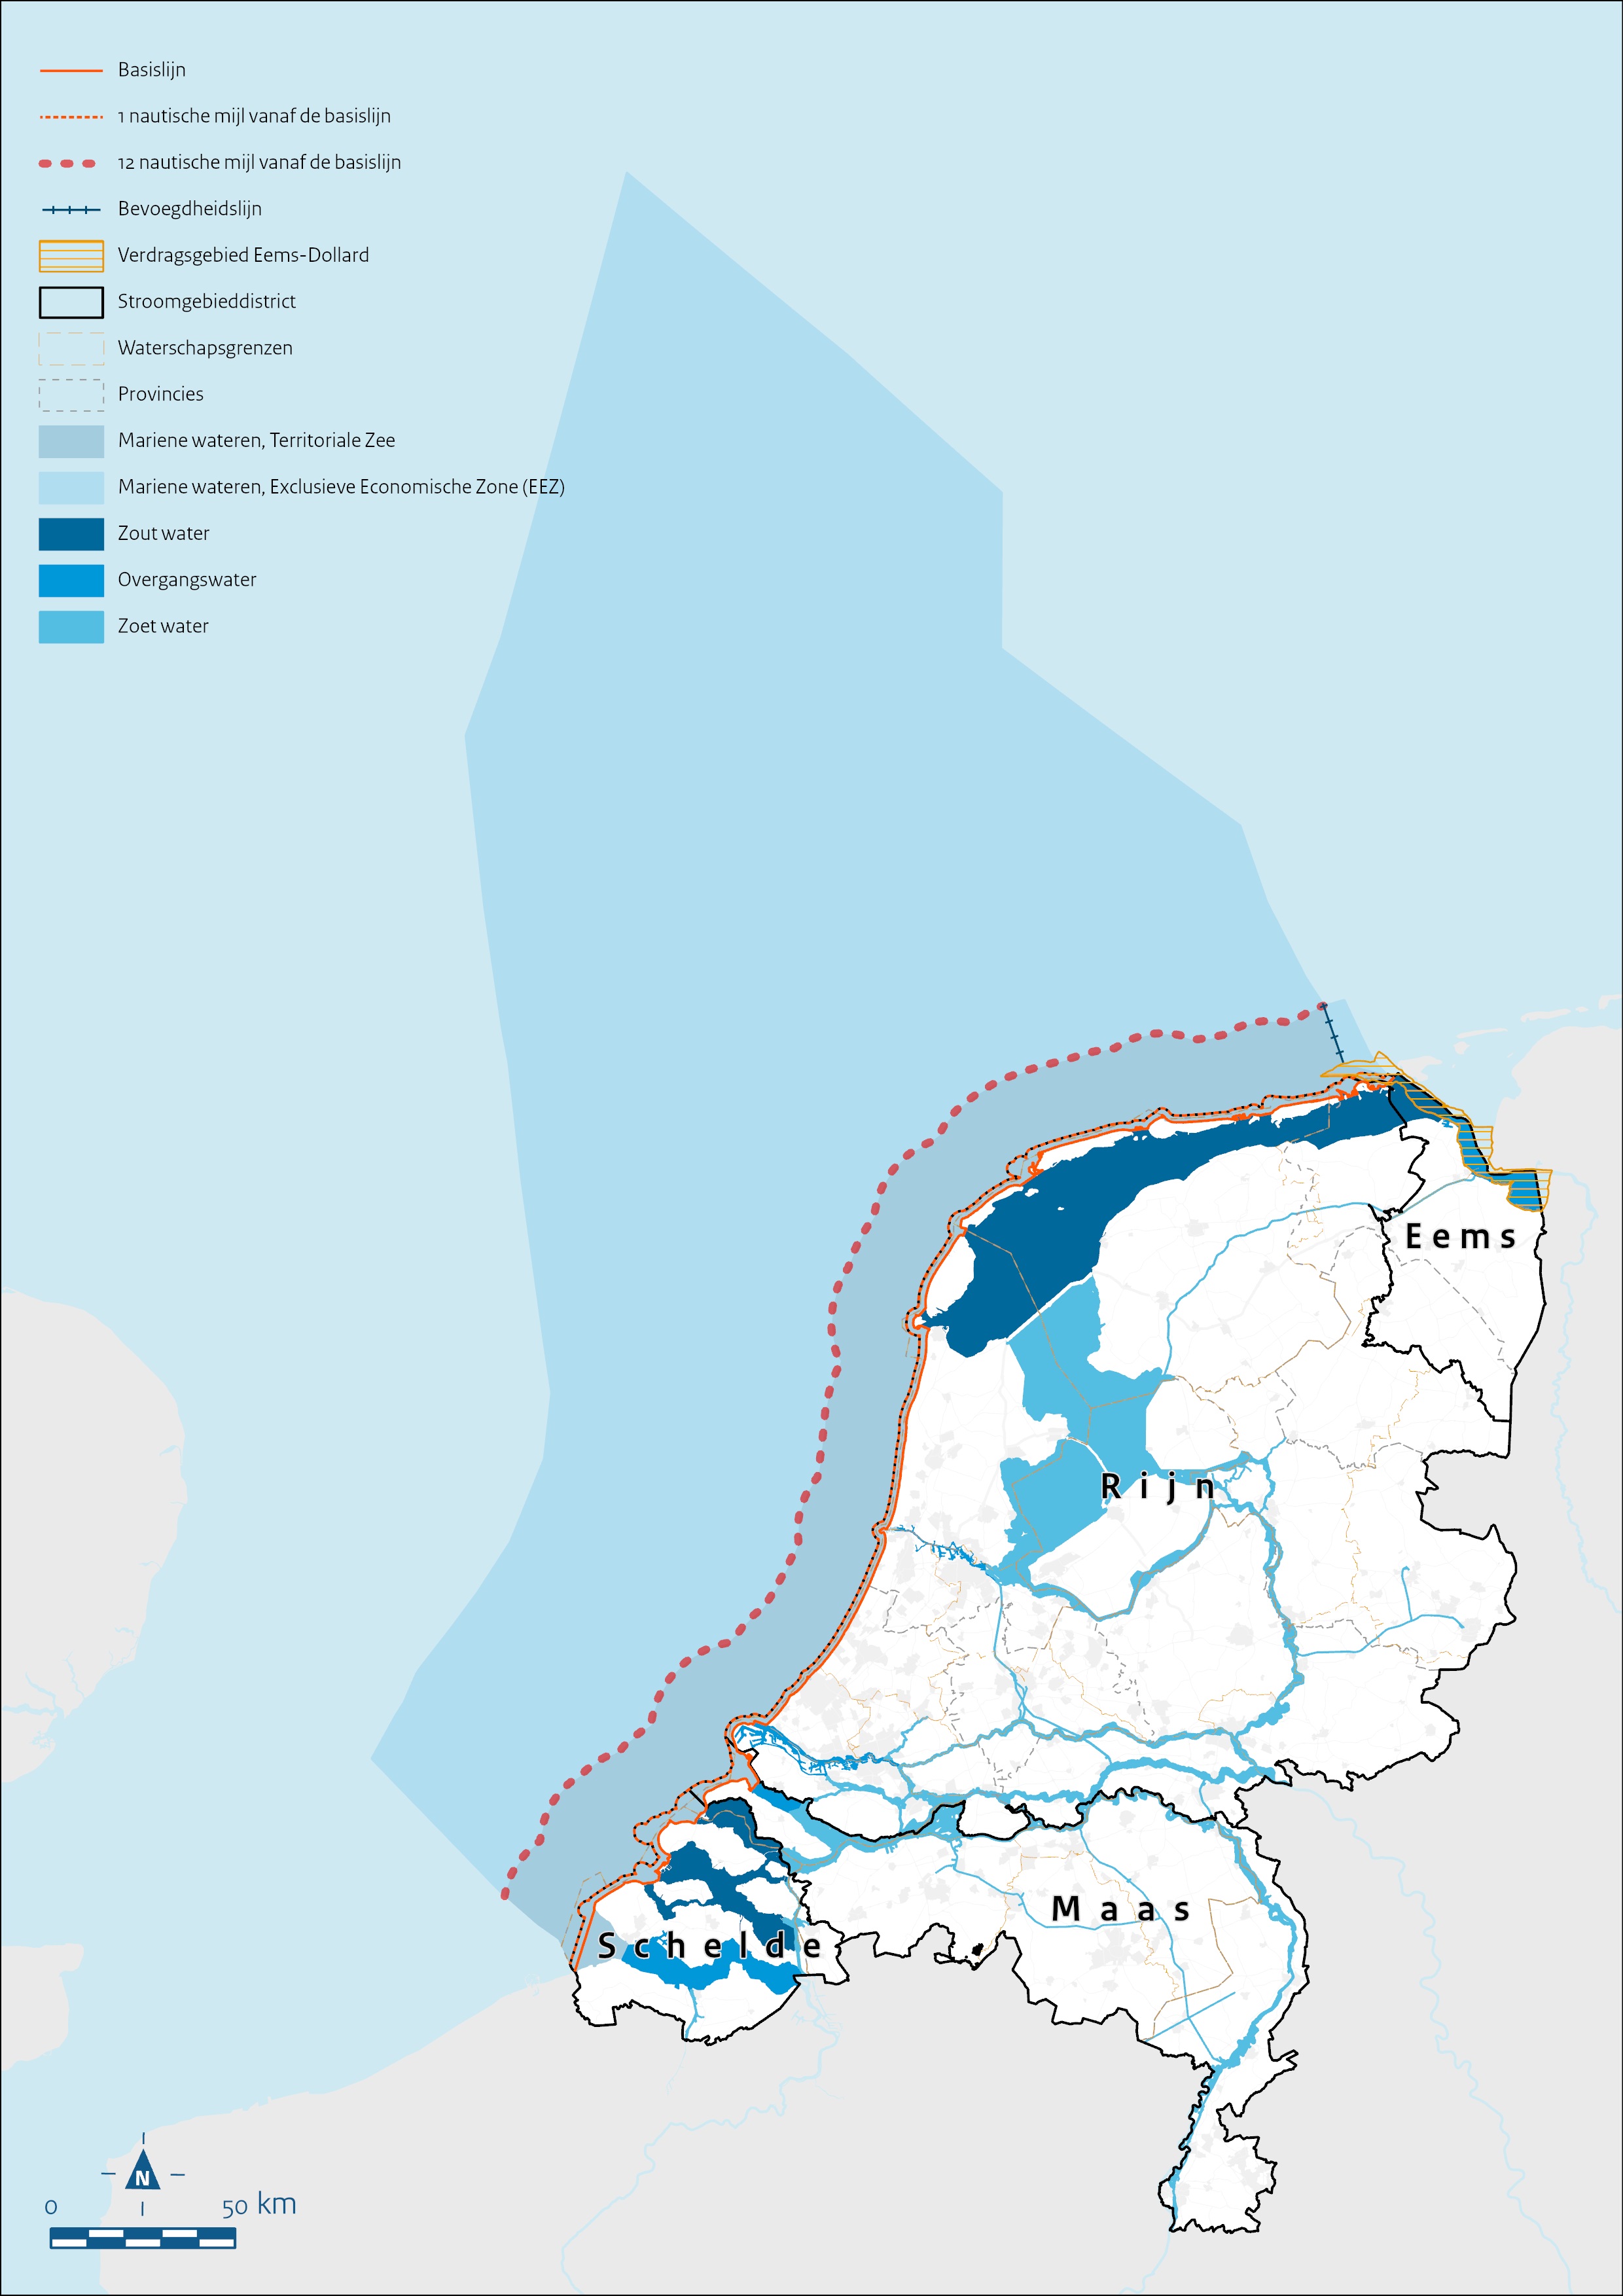 Basislijn
1 nautische mijl vanaf de basislijn
12 nautische mijl vanaf de basislijn
Bevoegdheidslijn
Verdragsgebied Eems-Dollard
Stroomgebieddistrict
Waterschapsgrenzen
Provincies
Mariene wateren, Territoriale Zee
Mariene wateren, Exclusieve Economische Zone (EEZ)
Zout water
Overgangswater
Zoet water
Eems
Rijn
Maas
Schelde
N
0 50 km